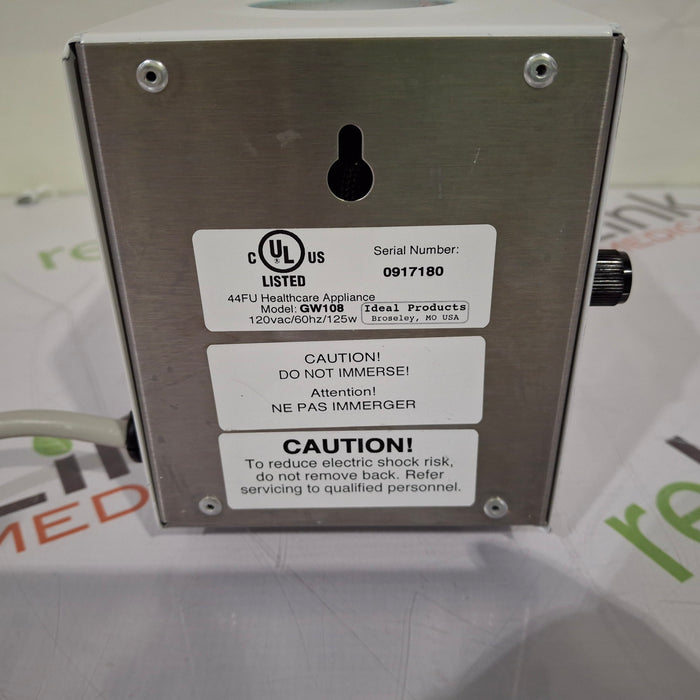 C UL ® US
LISTED
Serial Number:
0917180
44FU Healthcare Appliance
Model: GW108
120vac/60hz/125w
Ideal Products
Broseley, MO USA
CAUTION!
DO NOT IMMERSE!
Attention!
NE PAS IMMERGER
CAUTION!
To reduce electric shock risk,
do not remove back. Refer
servicing to qualified personnel.